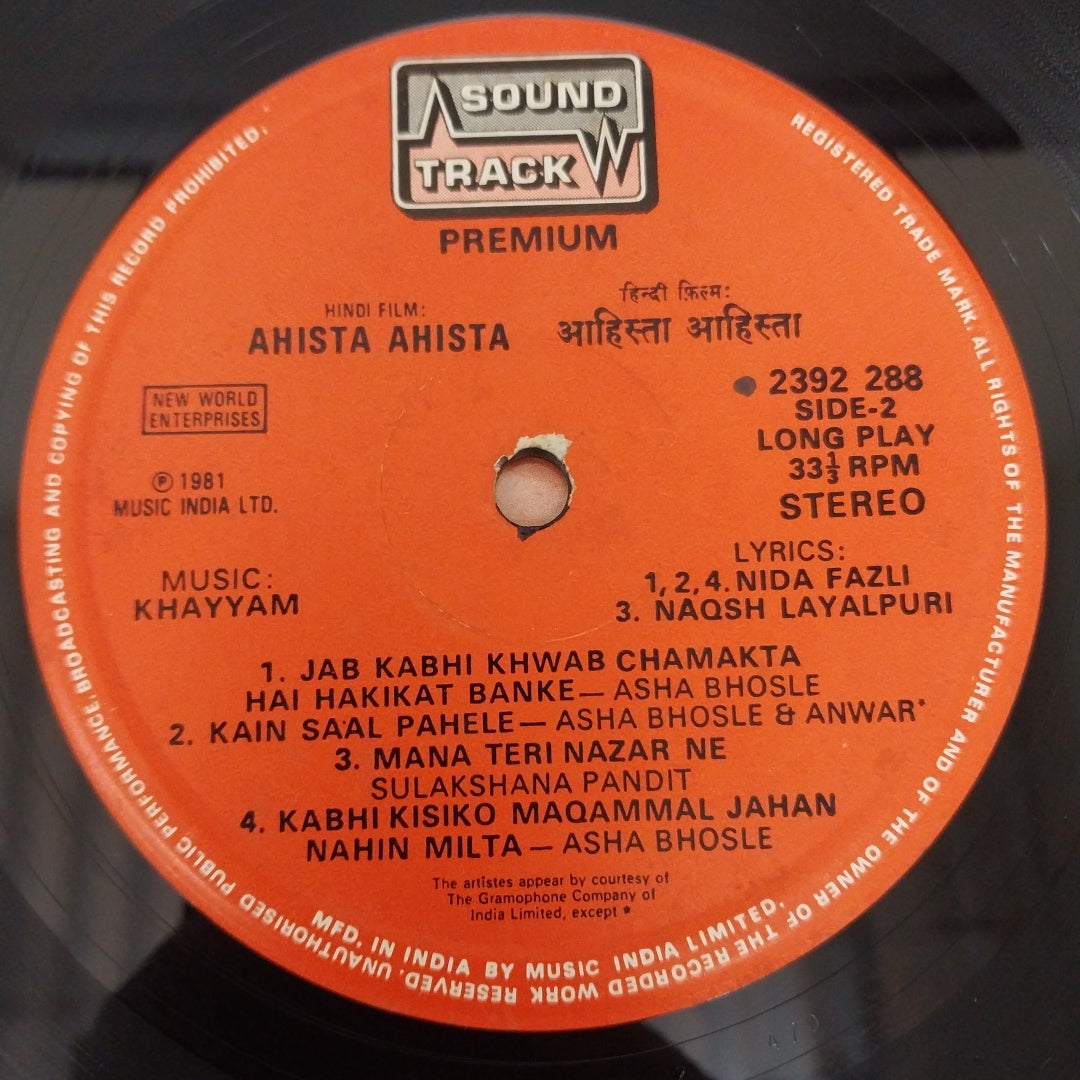 SOUND
TRACK
PREMIUM
HINDI FILM:
AHISTA AHISTA
हिन्दी फ़िल्म:
आहिस्ता आहिस्ता
NEW WORLD
ENTERPRISES
℗ 1981
MUSIC INDIA LTD.
2392 288
SIDE-2
LONG PLAY
33⅓ RPM
STEREO
MUSIC:
KHAYYAM
LYRICS:
1, 2, 4. NIDA FAZLI
3. NAQSH LAYALPURI
1. JAB KABHI KHWAB CHAMAKTA
HAI HAKIKAT BANKE — ASHA BHOSLE
2. KAIN SAAL PAHELE — ASHA BHOSLE & ANWAR*
3. MANA TERI NAZAR NE
SULAKSHANA PANDIT
4. KABHI KISIKO MAQAMMAL JAHAN
NAHIN MILTA — ASHA BHOSLE
The artistes appear by courtesy of
The Gramophone Company of
India Limited, except *
MFD. IN INDIA BY MUSIC INDIA LIMITED.
REGISTERED TRADE MARK. ALL RIGHTS OF THE MANUFACTURER AND OF THE OWNER OF THE RECORDED WORK RESERVED. UNAUTHORISED PUBLIC PERFORMANCE BROADCASTING AND COPYING OF THIS RECORD PROHIBITED.